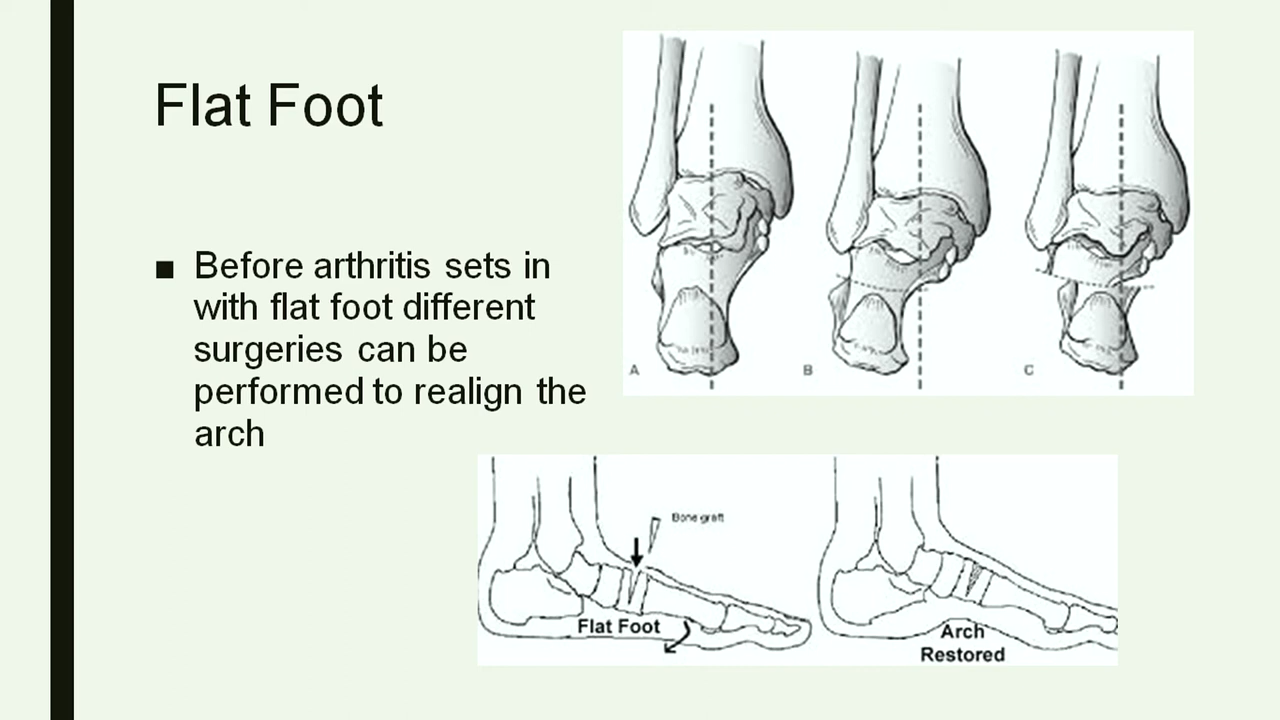 Flat Foot
■ Before arthritis sets in
with flat foot different
surgeries can be
performed to realign the
arch
A
B
C
Bone graft
Flat Foot
Arch
Restored